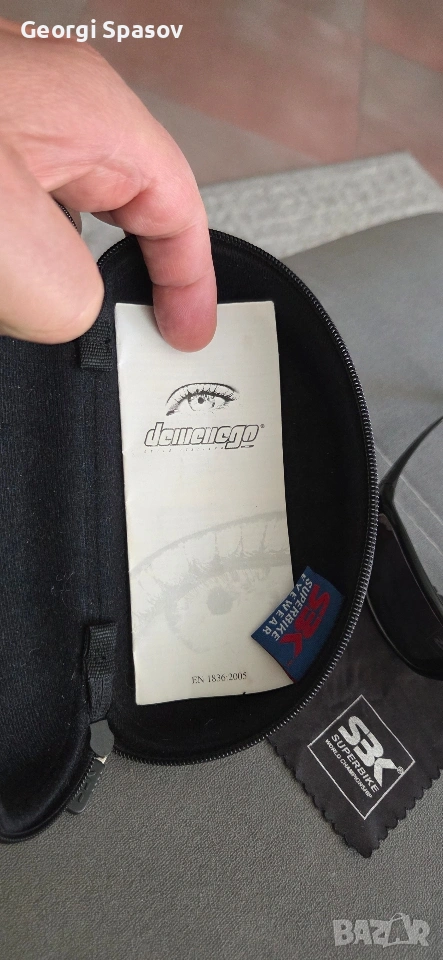 Georgi Spasov
demenego®
EN 1836:2005
SBK
SUPERBIKE
EYEWEAR
SBK®
SUPERBIKE
WORLD CHAMPIONSHIP
BAZAR